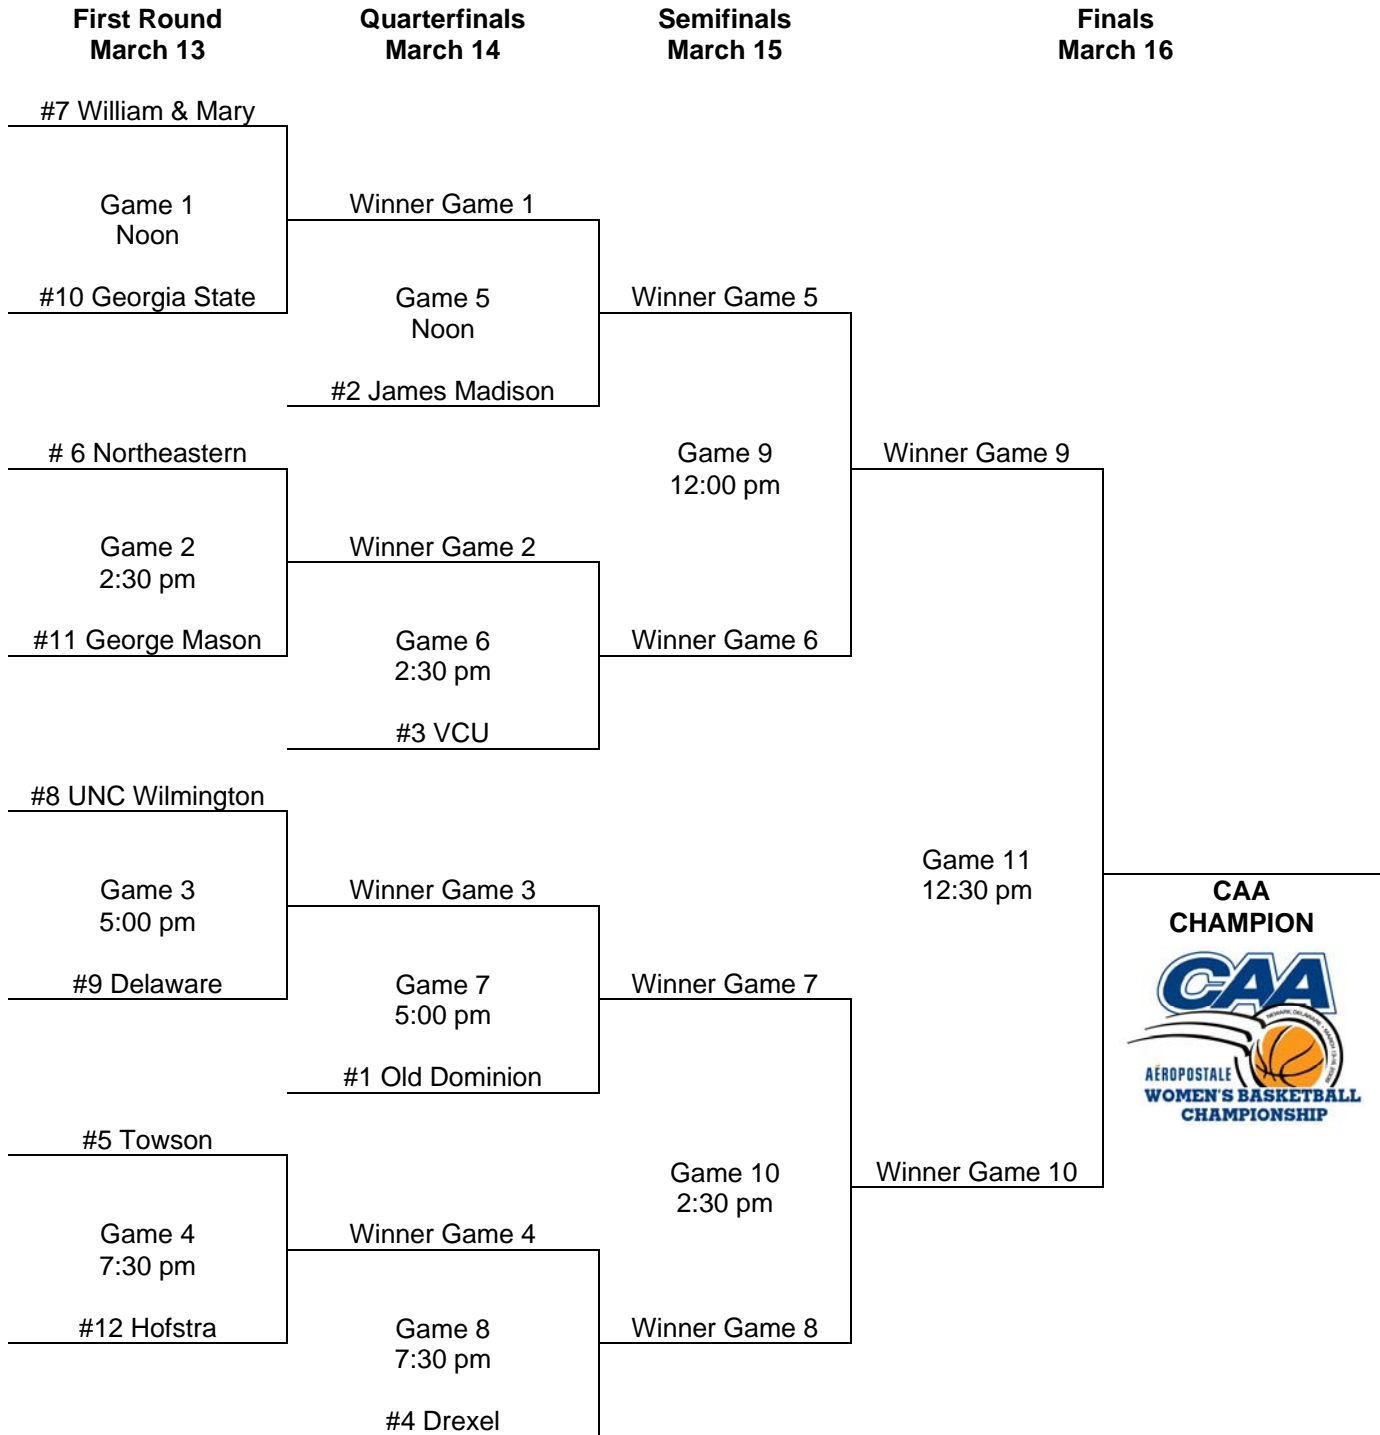 First Round
March 13
Quarterfinals
March 14
Semifinals
March 15
Finals
March 16
#7 William & Mary
Game 1
Noon
#10 Georgia State
Winner Game 1
Game 5
Noon
#2 James Madison
Winner Game 5
# 6 Northeastern
Game 2
2:30 pm
#11 George Mason
Winner Game 2
Game 6
2:30 pm
#3 VCU
Winner Game 6
Game 9
12:00 pm
Winner Game 9
#8 UNC Wilmington
Game 3
5:00 pm
#9 Delaware
Winner Game 3
Game 7
5:00 pm
#1 Old Dominion
Winner Game 7
#5 Towson
Game 4
7:30 pm
#12 Hofstra
Winner Game 4
Game 8
7:30 pm
#4 Drexel
Winner Game 8
Game 10
2:30 pm
Winner Game 10
Game 11
12:30 pm
CAA
CHAMPION
CAA
NEWARK, DELAWARE • MARCH 13-16
AÉROPOSTALE
WOMEN'S BASKETBALL
CHAMPIONSHIP